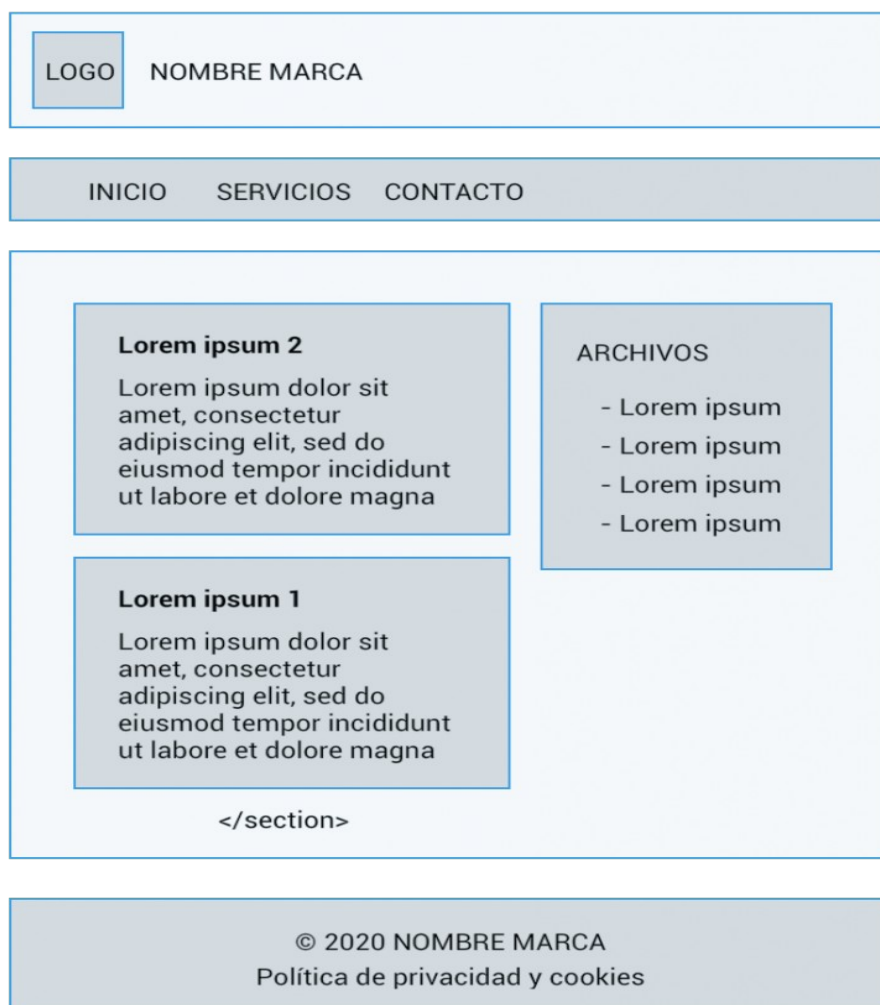 LOGO NOMBRE MARCA
INICIO SERVICIOS CONTACTO
Lorem ipsum 2
Lorem ipsum dolor sit
amet, consectetur
adipiscing elit, sed do
eiusmod tempor incididunt
ut labore et dolore magna
Lorem ipsum 1
Lorem ipsum dolor sit
amet, consectetur
adipiscing elit, sed do
eiusmod tempor incididunt
ut labore et dolore magna
</section>
ARCHIVOS
- Lorem ipsum
- Lorem ipsum
- Lorem ipsum
- Lorem ipsum
© 2020 NOMBRE MARCA
Política de privacidad y cookies